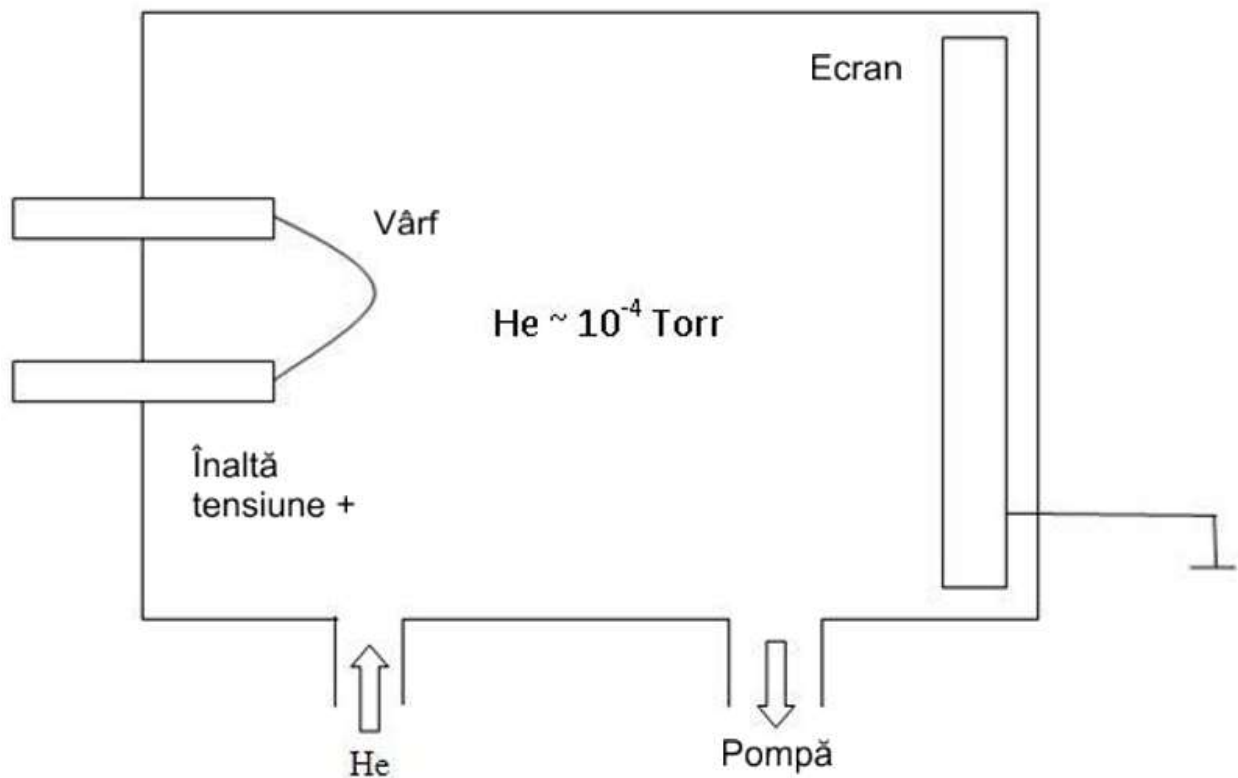 Ecran
Vârf
He ~ 10⁻⁴ Torr
Înaltă
tensiune +
He
Pompă